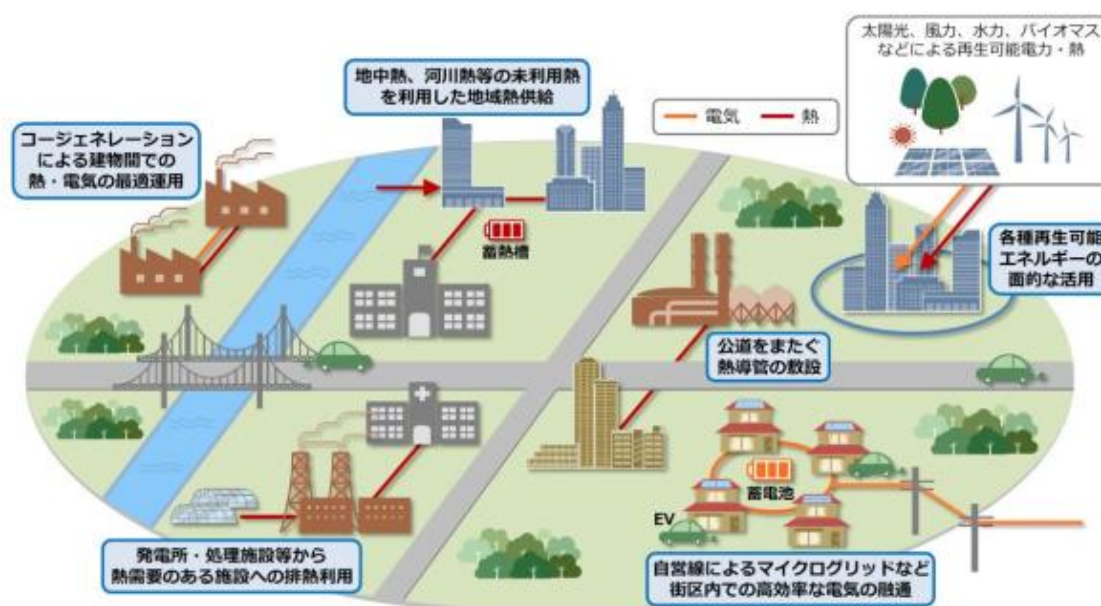 太陽光、風力、水力、バイオマス
などによる再生可能電力・熱
地中熱、河川熱等の未利用熱
を利用した地域熱供給
電気
熱
コージェネレーション
による建物間での
熱・電気の最適運用
蓄熱槽
各種再生可能
エネルギーの
面的な活用
公道をまたぐ
熱導管の敷設
蓄電池
EV
発電所・処理施設等から
熱需要のある施設への排熱利用
自営線によるマイクログリッドなど
街区内での高効率な電気の融通